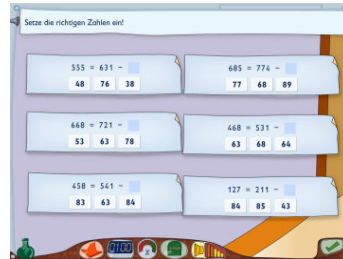 Setze die richtigen Zahlen ein!
555 = 631 -
48 76 38
685 = 774 -
77 68 89
668 = 721 -
53 63 78
468 = 531 -
63 68 64
458 = 541 -
83 63 84
127 = 211 -
84 85 43
0100